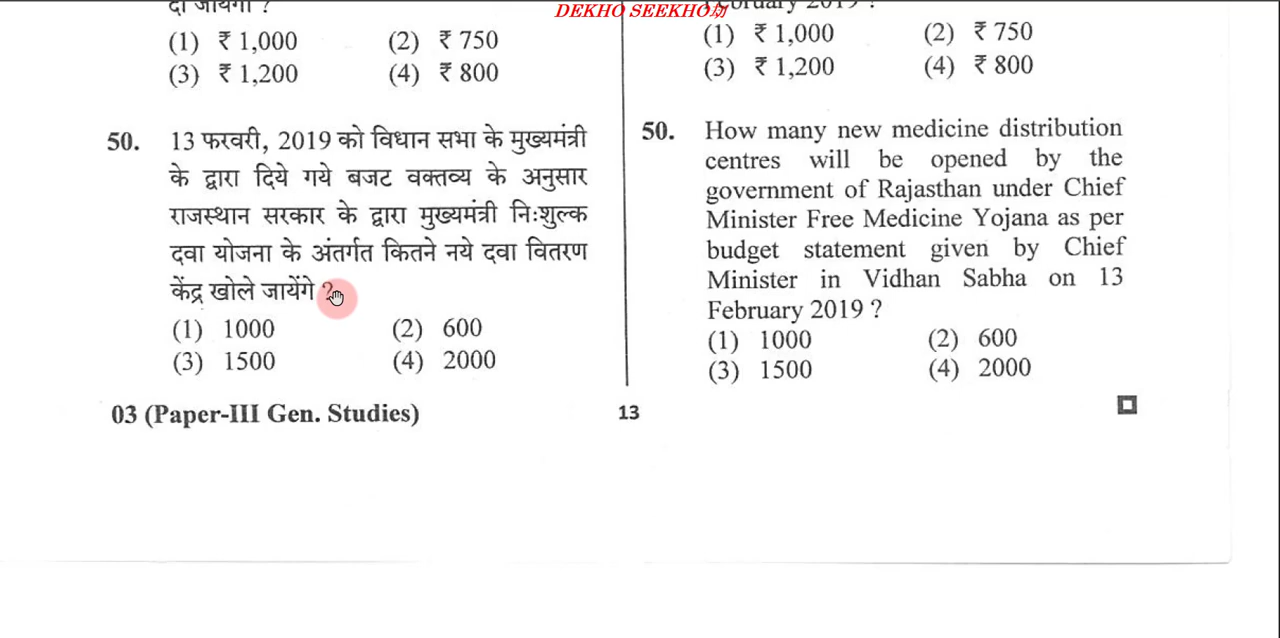 DEKHO SEEKHO
दी जायेगी ?
(1) ₹ 1,000 (2) ₹ 750
(3) ₹ 1,200 (4) ₹ 800
50. 13 फरवरी, 2019 को विधान सभा के मुख्यमंत्री
के द्वारा दिये गये बजट वक्तव्य के अनुसार
राजस्थान सरकार के द्वारा मुख्यमंत्री निःशुल्क
दवा योजना के अंतर्गत कितने नये दवा वितरण
केंद्र खोले जायेंगे ?
(1) 1000 (2) 600
(3) 1500 (4) 2000
03 (Paper-III Gen. Studies)
February 2019 ?
(1) ₹ 1,000 (2) ₹ 750
(3) ₹ 1,200 (4) ₹ 800
50. How many new medicine distribution
centres will be opened by the
government of Rajasthan under Chief
Minister Free Medicine Yojana as per
budget statement given by Chief
Minister in Vidhan Sabha on 13
February 2019 ?
(1) 1000 (2) 600
(3) 1500 (4) 2000
13